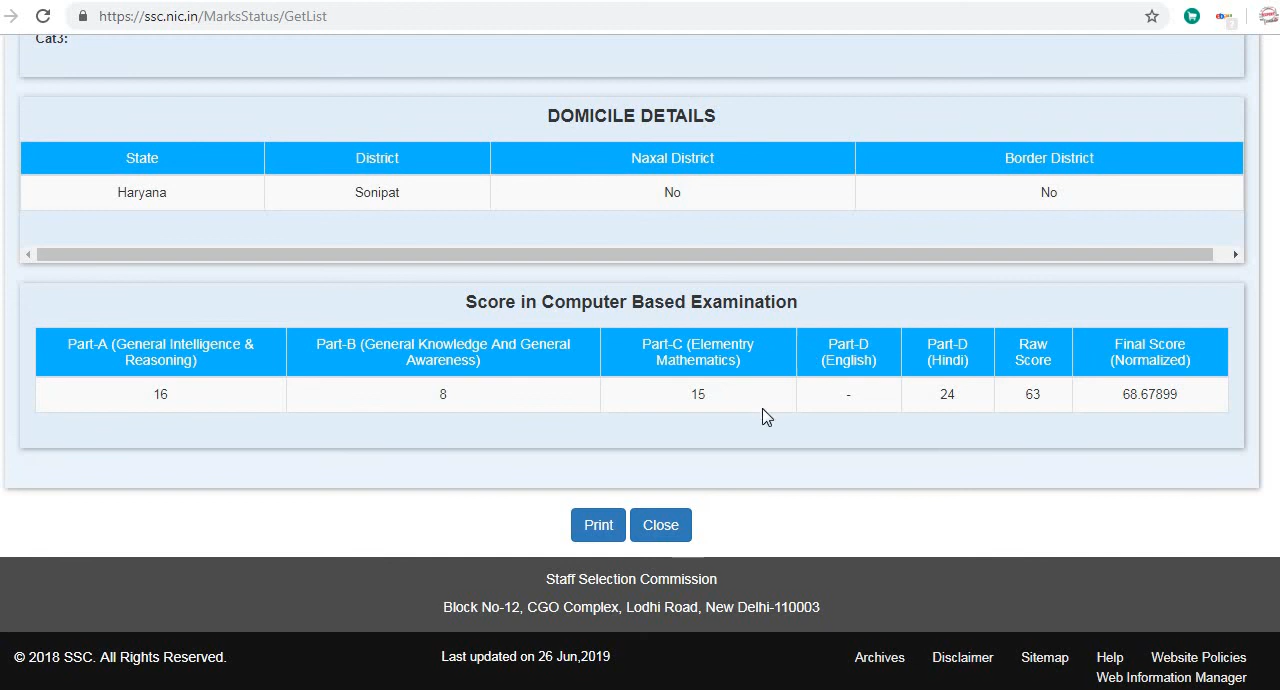 https://ssc.nic.in/MarksStatus/GetList
Cat3:
DOMICILE DETAILS
State District Naxal District Border District
Haryana Sonipat No No
Score in Computer Based Examination
Part-A (General Intelligence & Reasoning) Part-B (General Knowledge And General Awareness) Part-C (Elementry Mathematics) Part-D (English) Part-D (Hindi) Raw Score Final Score (Normalized)
16 8 15 - 24 63 68.67899
Print Close
Staff Selection Commission
Block No-12, CGO Complex, Lodhi Road, New Delhi-110003
© 2018 SSC. All Rights Reserved. Last updated on 26 Jun,2019 Archives Disclaimer Sitemap Help Website Policies
Web Information Manager